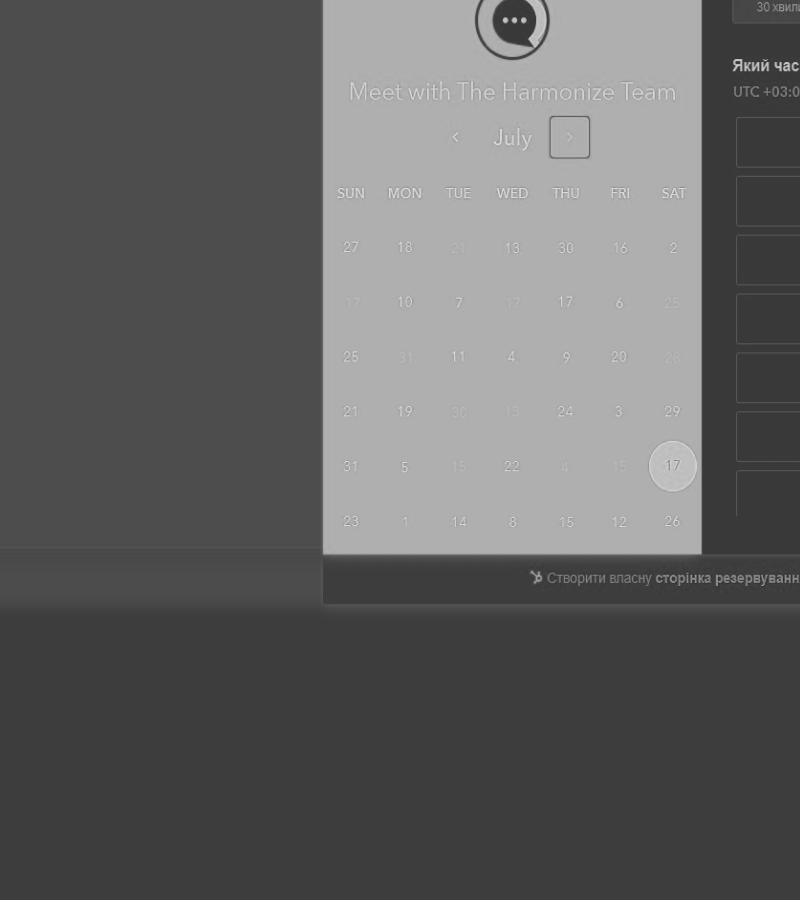 30
Meet with The Harmonize Team
July
SUN MON TUE WED THU FRI SAT
27 18 21 13 30 16 2
17 10 7 17 17 6 25
25 31 11 4 9 20 28
21 19 30 13 24 3 29
31 5 15 22 4 15 17
23 1 14 8 15 12 26
Який час
UTC +03:0
Створити власну сторінка